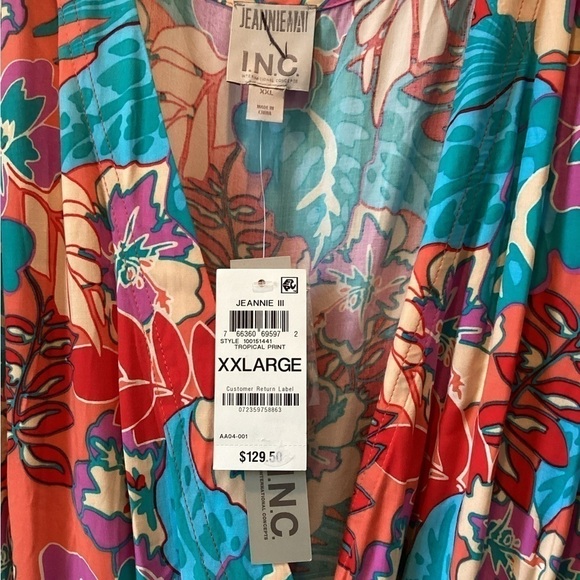 JEANNIE MAI
I.N.C.
INTERNATIONAL CONCEPTS
XXL
MADE IN
CHINA
JEANNIE III
7 66360 69597 2
STYLE 100151441
TROPICAL PRINT
XXLARGE
Customer Return Label
072359758863
AA04-001
$129.50
I.N.C.
INTERNATIONAL CONCEPTS